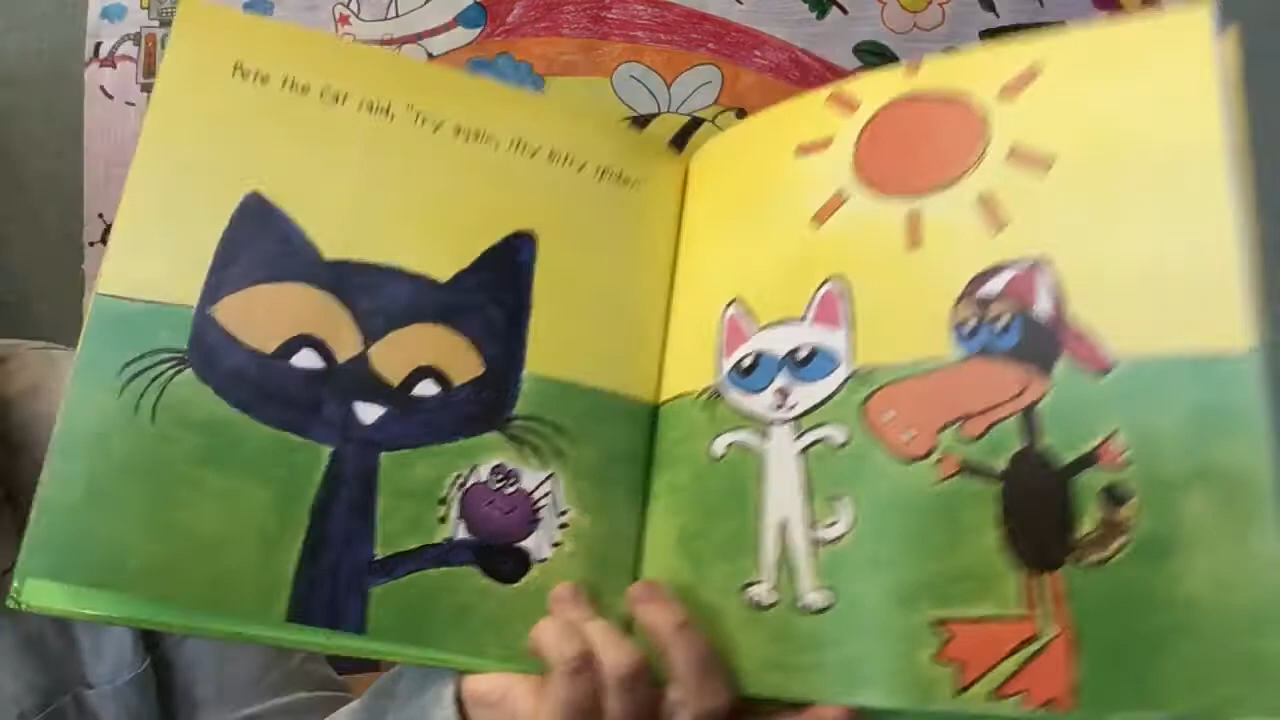 Pete the Cat said, "Try again, itsy bitsy spider."